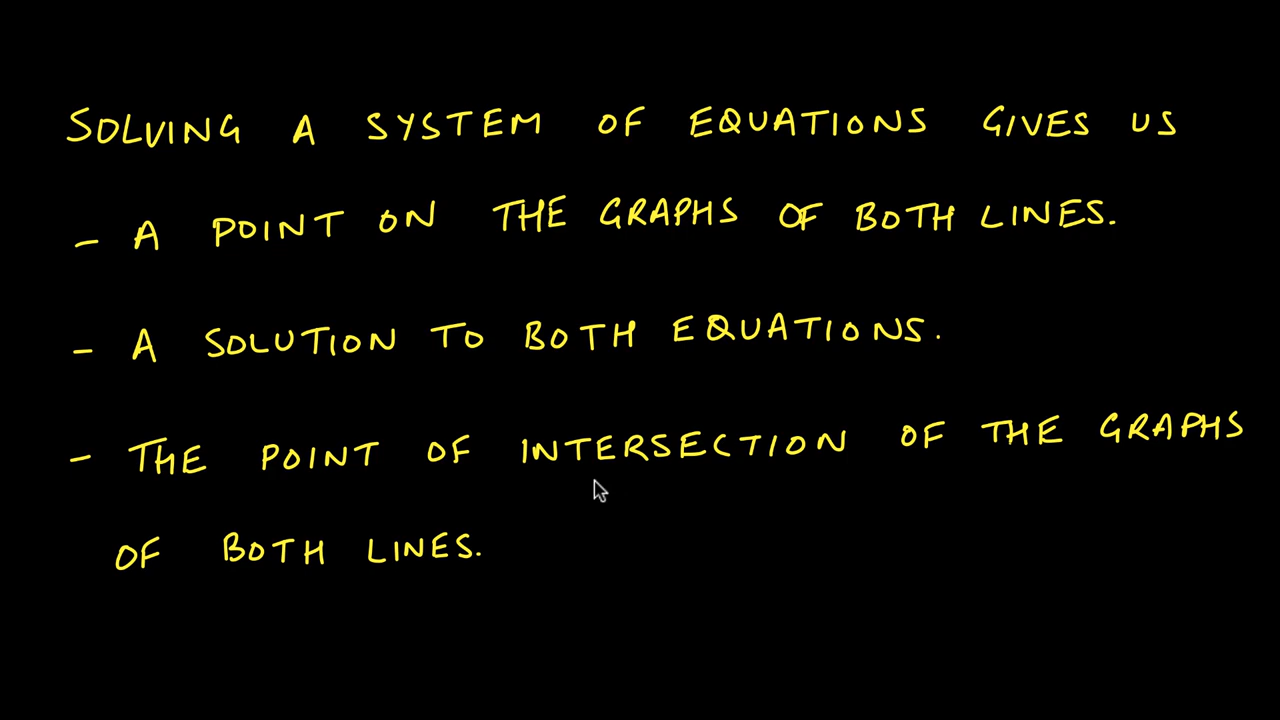 SOLVING A SYSTEM OF EQUATIONS GIVES US
- A POINT ON THE GRAPHS OF BOTH LINES.
- A SOLUTION TO BOTH EQUATIONS.
- THE POINT OF INTERSECTION OF THE GRAPHS
OF BOTH LINES.